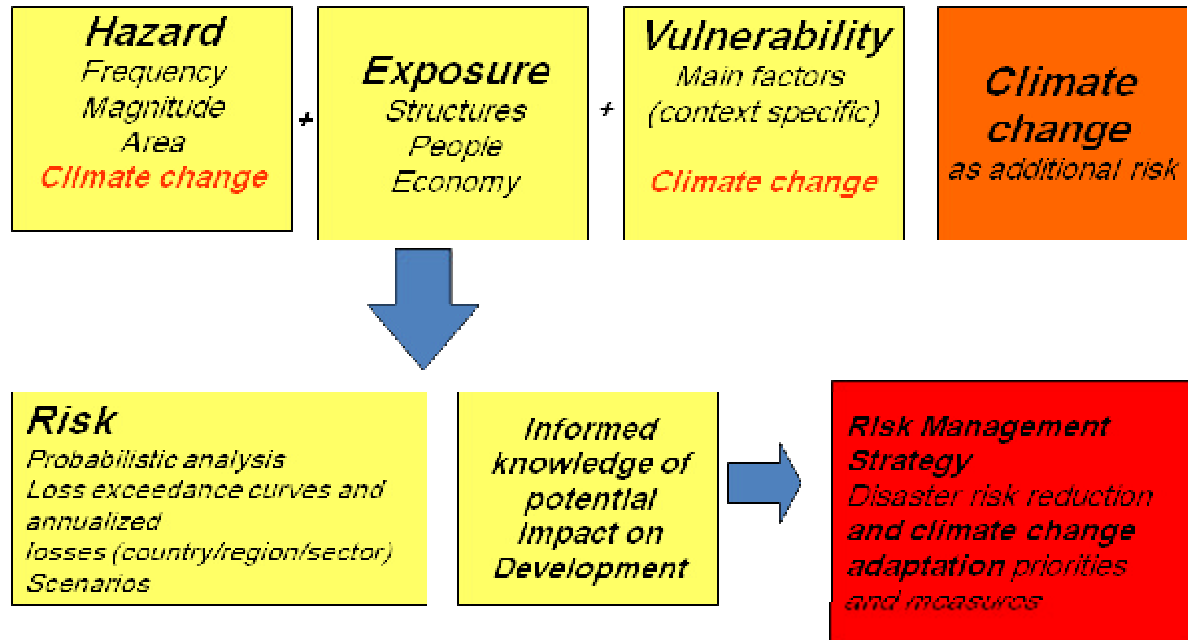 Hazard
Frequency
Magnitude
Area
Climate change
+
Exposure
Structures
People
Economy
+
Vulnerability
Main factors
(context specific)
Climate change
Climate
change
as additional risk
Risk
Probabilistic analysis
Loss exceedance curves and
annualized
losses (country/region/sector)
Scenarios
Informed
knowledge of
potential
impact on
Development
Risk Management
Strategy
Disaster risk reduction
and climate change
adaptation priorities
and measures